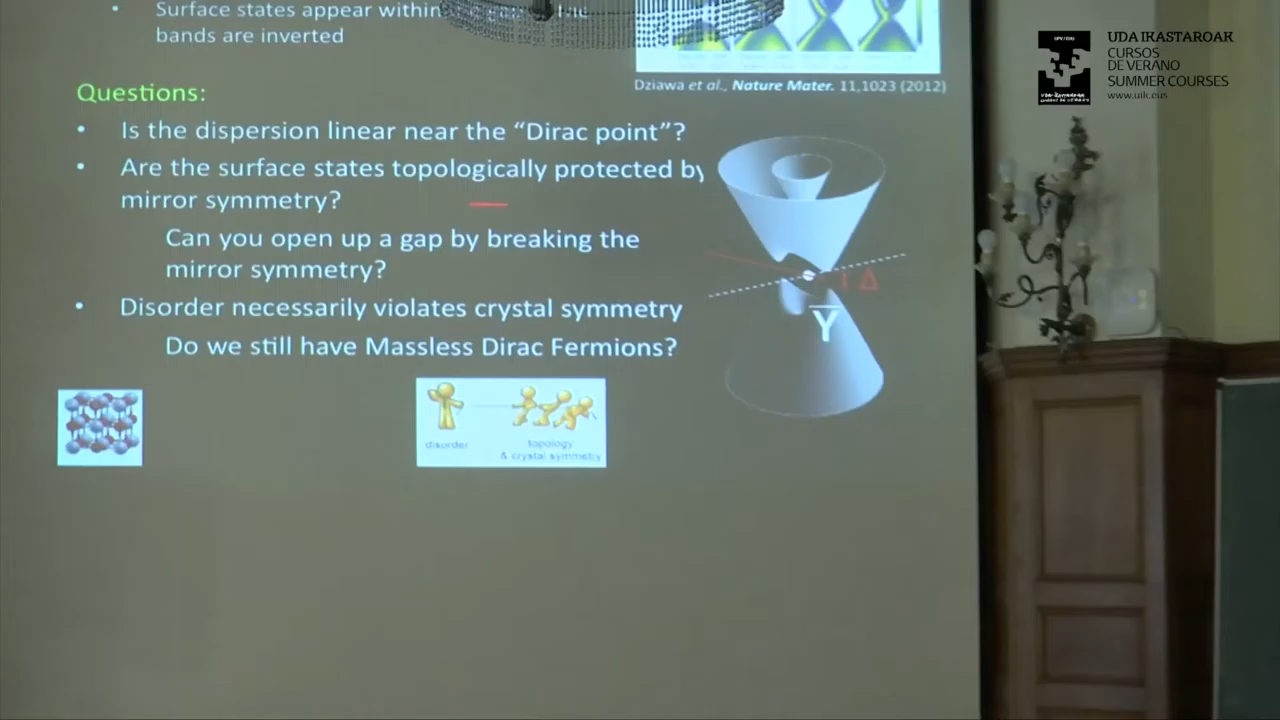 Surface states appear within
bands are inverted
Dziawa et al., Nature Mater. 11,1023 (2012)
Questions:
• Is the dispersion linear near the “Dirac point”?
• Are the surface states topologically protected by
mirror symmetry?
Can you open up a gap by breaking the
mirror symmetry?
• Disorder necessarily violates crystal symmetry
Do we still have Massless Dirac Fermions?
Δ
Y
disorder
topology
& crystal symmetry
UDA IKASTAROAK
CURSOS
DE VERANO
SUMMER COURSES
www.uik.eus